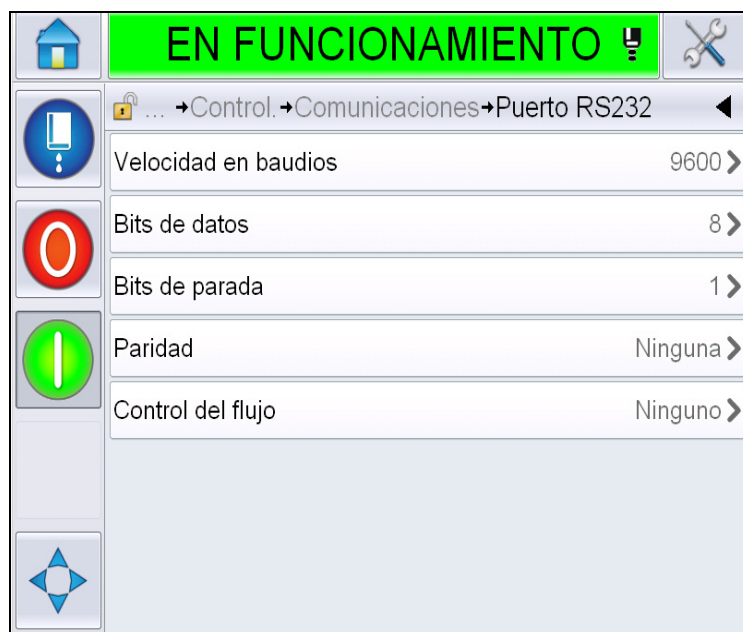 EN FUNCIONAMIENTO
... →Control.→Comunicaciones→Puerto RS232
Velocidad en baudios 9600
Bits de datos 8
Bits de parada 1
Paridad Ninguna
Control del flujo Ninguno